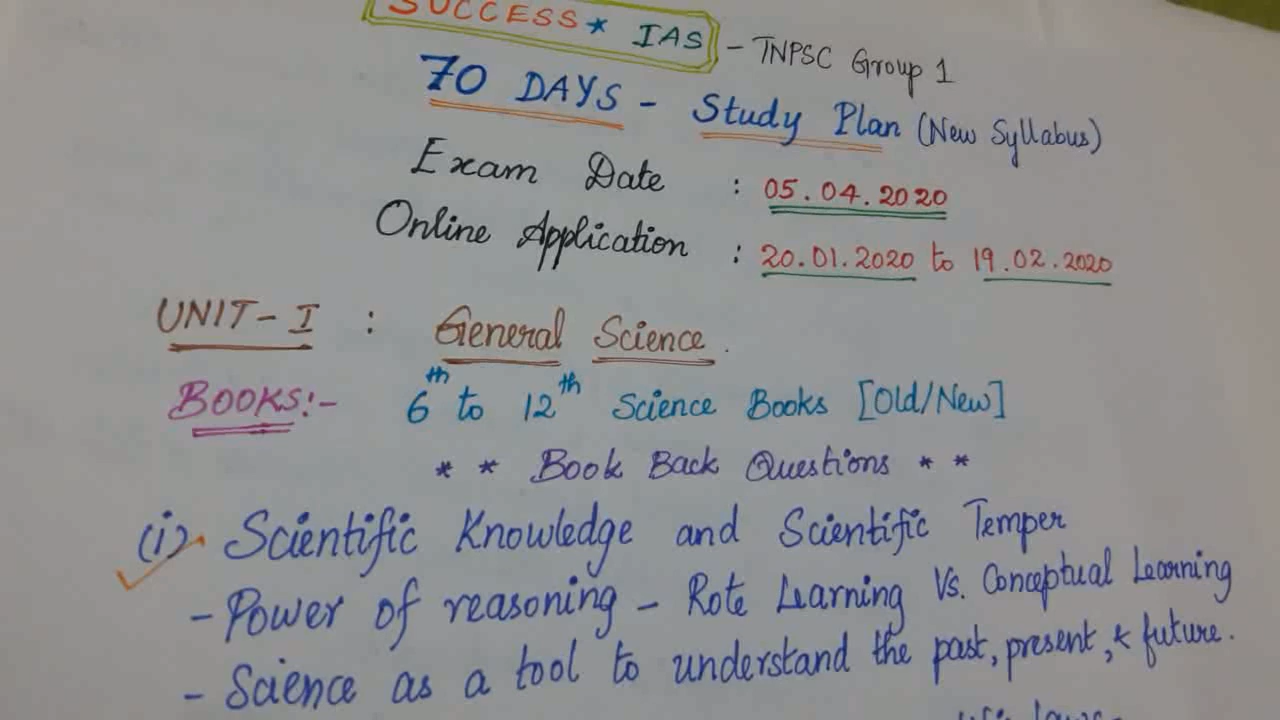 SUCCESS★ IAS - TNPSC Group 1
70 DAYS - Study Plan (New Syllabus)
Exam Date : 05.04.2020
Online Application : 20.01.2020 to 19.02.2020
UNIT-I : General Science.
BOOKS:- 6th to 12th Science Books [Old/New]
* * Book Back Questions * *
(i). Scientific Knowledge and Scientific Temper
- Power of reasoning - Rote Learning Vs. Conceptual Learning
- Science as a tool to understand the past, present, & future.